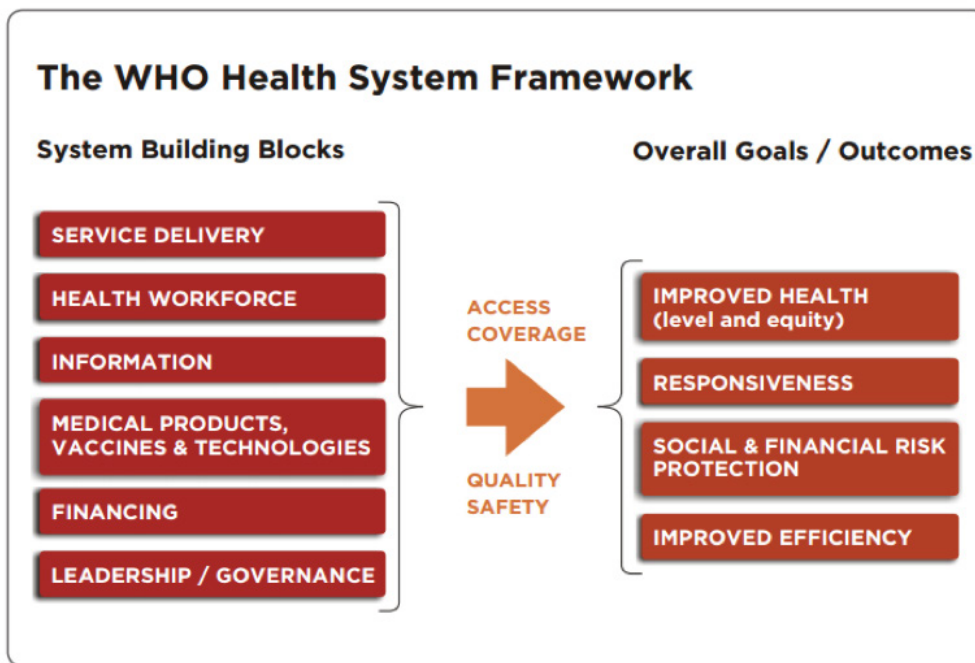 The WHO Health System Framework
System Building Blocks
SERVICE DELIVERY
HEALTH WORKFORCE
INFORMATION
MEDICAL PRODUCTS,
VACCINES & TECHNOLOGIES
FINANCING
LEADERSHIP / GOVERNANCE
ACCESS
COVERAGE
QUALITY
SAFETY
Overall Goals / Outcomes
IMPROVED HEALTH
(level and equity)
RESPONSIVENESS
SOCIAL & FINANCIAL RISK
PROTECTION
IMPROVED EFFICIENCY